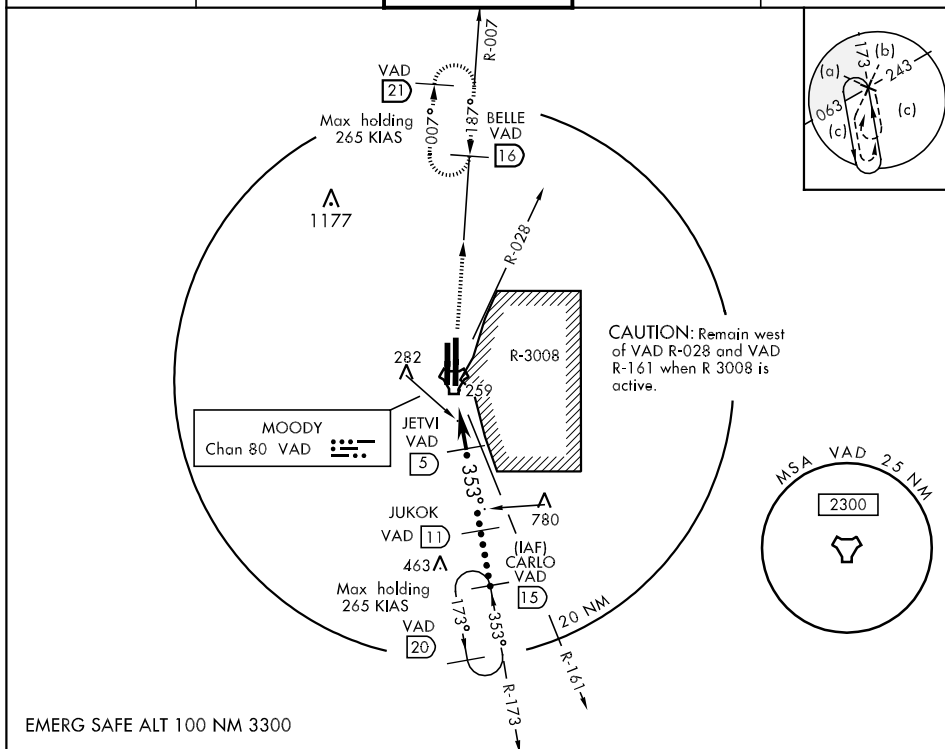 R-007
VAD
21
Max holding
265 KIAS
007°
187°
BELLE
VAD
16
173
(b)
(a)
243
063
(c)
(c)
1177
R-028
R-3008
CAUTION: Remain west
of VAD R-028 and VAD
R-161 when R 3008 is
active.
282
259
MOODY
Chan 80 VAD
JETVI
VAD
5
353°
JUKOK
VAD 11
780
(IAF)
CARLO
VAD
15
463
Max holding
265 KIAS
VAD
20
173°
353°
20 NM
R-161
R-173
MSA VAD 25 NM
2300
EMERG SAFE ALT 100 NM 3300